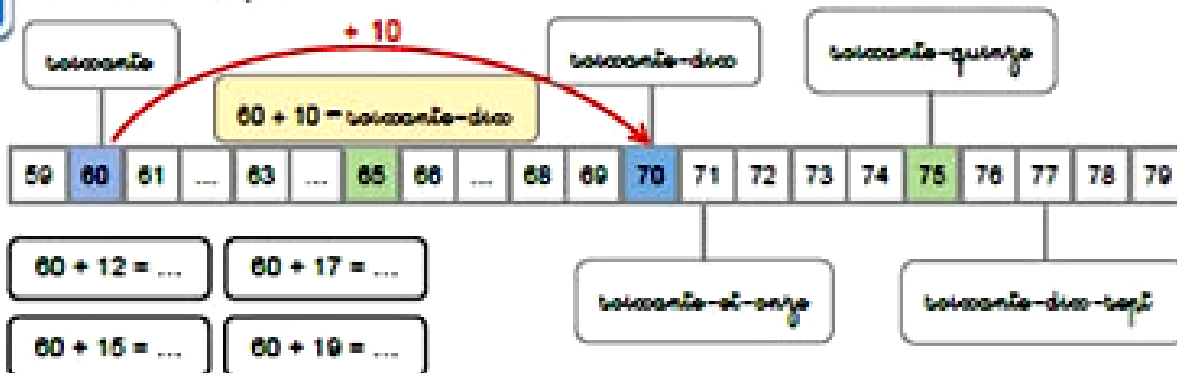 + 10
soixante
soixante-dix
soixante-quinze
60 + 10 = soixante-dix
59 60 61 ... 63 ... 65 66 ... 68 69 70 71 72 73 74 75 76 77 78 79
60 + 12 = ... 60 + 17 = ...
soixante-et-onze
soixante-dix-sept
60 + 15 = ... 60 + 19 = ...